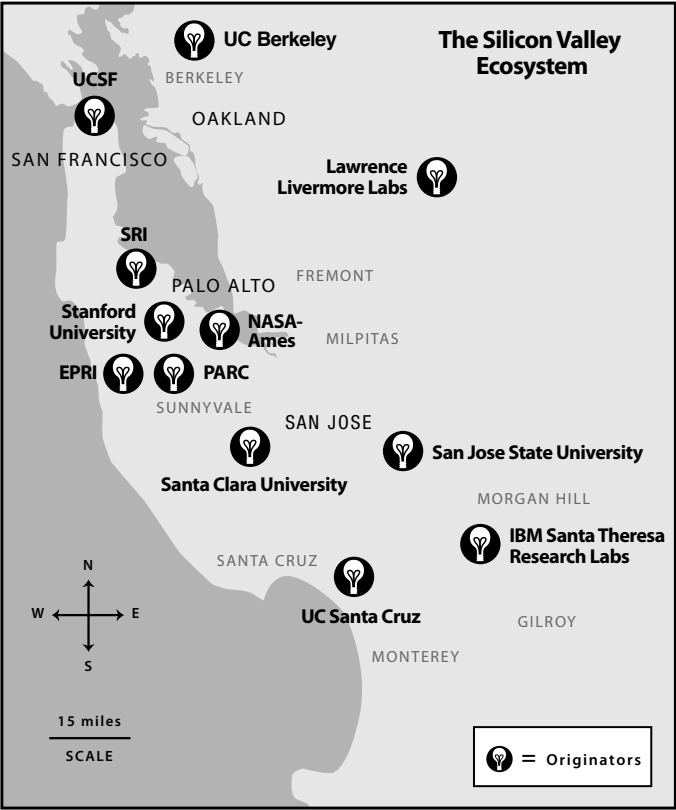 The Silicon Valley
Ecosystem
UC Berkeley
BERKELEY
UCSF
OAKLAND
SAN FRANCISCO
Lawrence
Livermore Labs
SRI
FREMONT
PALO ALTO
Stanford
University
NASA-
Ames
MILPITAS
EPRI
PARC
SUNNYVALE
SAN JOSE
San Jose State University
Santa Clara University
MORGAN HILL
IBM Santa Theresa
Research Labs
SANTA CRUZ
UC Santa Cruz
GILROY
MONTEREY
N
W
E
S
15 miles
SCALE
= Originators